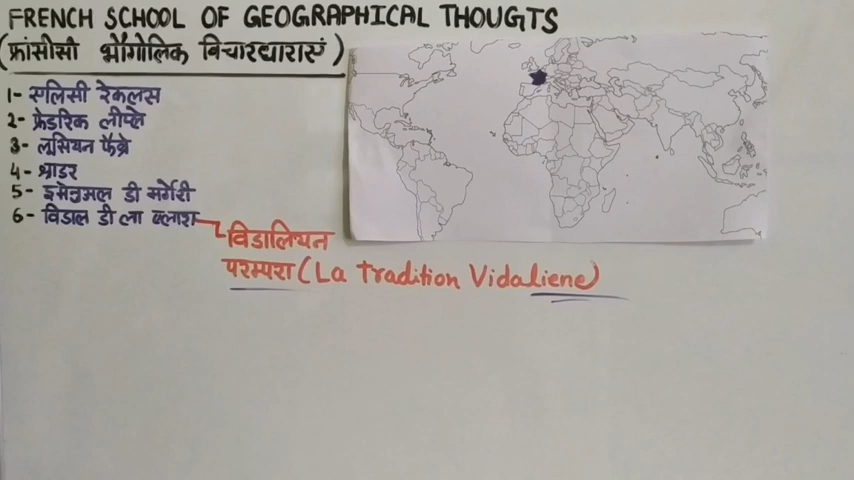 FRENCH SCHOOL OF GEOGRAPHICAL THOUGTS
(फ्रांसीसी भौगोलिक विचारधाराएं)
1- एलिसी रेकलस
2- फ्रेडरिक लीप्ले
3- लूसियन फैब्रे
4- श्राडर
5- इमेनुअल डी मर्गेरी
6- विडाल डी ला ब्लाश
विडालियन
परम्परा (La Tradition Vidaliene)